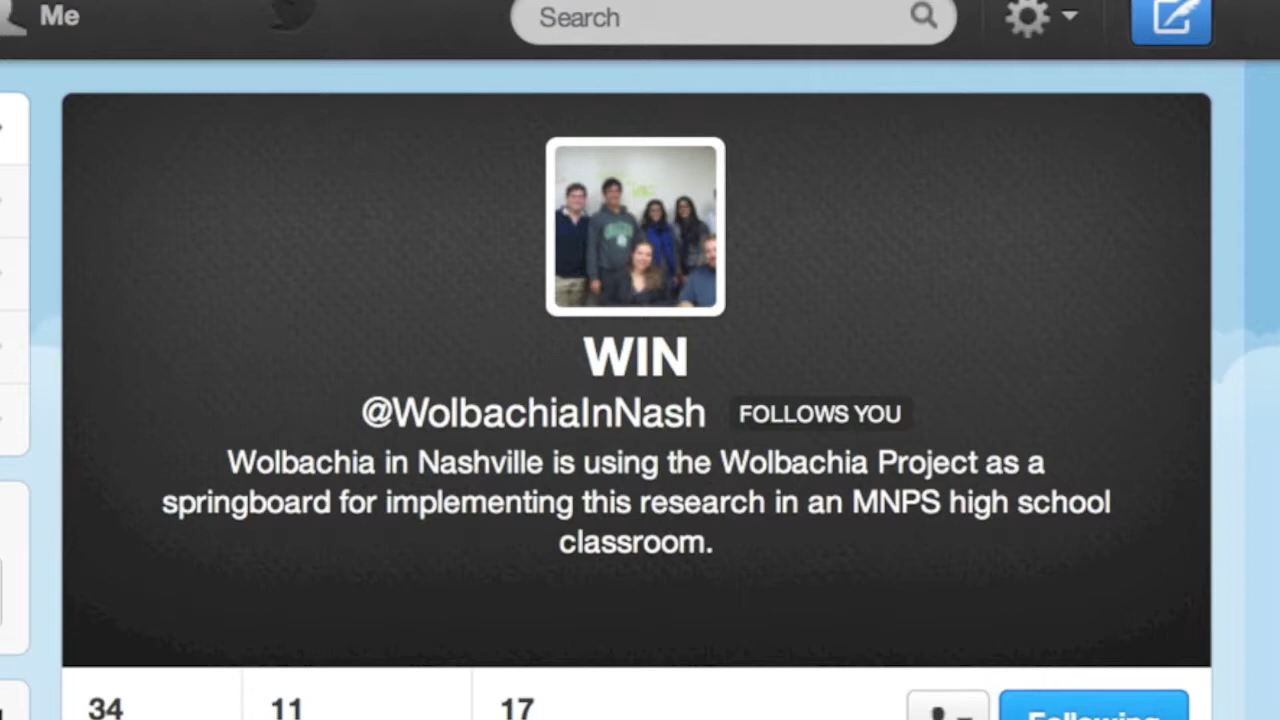 Me
Search
WIN
@WolbachiaInNash FOLLOWS YOU
Wolbachia in Nashville is using the Wolbachia Project as a
springboard for implementing this research in an MNPS high school
classroom.
34 11 17
Following